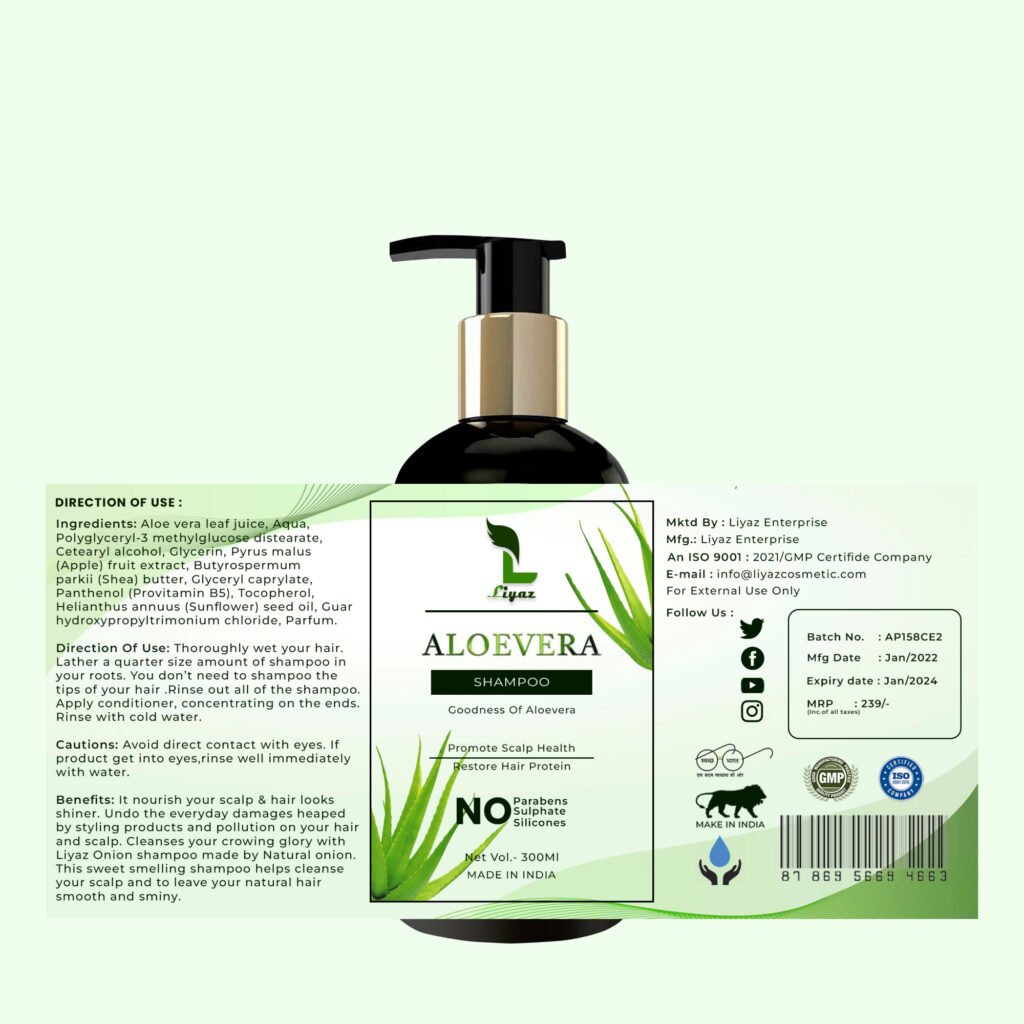 DIRECTION OF USE :
Ingredients: Aloe vera leaf juice, Aqua,
Polyglyceryl-3 methylglucose distearate,
Cetearyl alcohol, Glycerin, Pyrus malus
(Apple) fruit extract, Butyrospermum
parkii (Shea) butter, Glyceryl caprylate,
Panthenol (Provitamin B5), Tocopherol,
Helianthus annuus (Sunflower) seed oil, Guar
hydroxypropyltrimonium chloride, Parfum.
Direction Of Use: Thoroughly wet your hair.
Lather a quarter size amount of shampoo in
your roots. You don't need to shampoo the
tips of your hair .Rinse out all of the shampoo.
Apply conditioner, concentrating on the ends.
Rinse with cold water.
Cautions: Avoid direct contact with eyes. If
product get into eyes,rinse well immediately
with water.
Benefits: It nourish your scalp & hair looks
shiner. Undo the everyday damages heaped
by styling products and pollution on your hair
and scalp. Cleanses your crowing glory with
Liyaz Onion shampoo made by Natural onion.
This sweet smelling shampoo helps cleanse
your scalp and to leave your natural hair
smooth and sminy.
Liyaz
ALOEVERA
SHAMPOO
Goodness Of Aloevera
Promote Scalp Health
Restore Hair Protein
NO
Parabens
Sulphate
Silicones
Net Vol.- 300Ml
MADE IN INDIA
Mktd By : Liyaz Enterprise
Mfg.: Liyaz Enterprise
An ISO 9001 : 2021/GMP Certifide Company
E-mail : info@liyazcosmetic.com
For External Use Only
Follow Us :
Batch No. : AP158CE2
Mfg Date : Jan/2022
Expiry date : Jan/2024
MRP : 239/-
(Inc.of all taxes)
स्वच्छ भारत
एक कदम स्वच्छता की ओर
MAKE IN INDIA
GMP
CERTIFIED
ISO
COMPANY
87 869 5669 4663